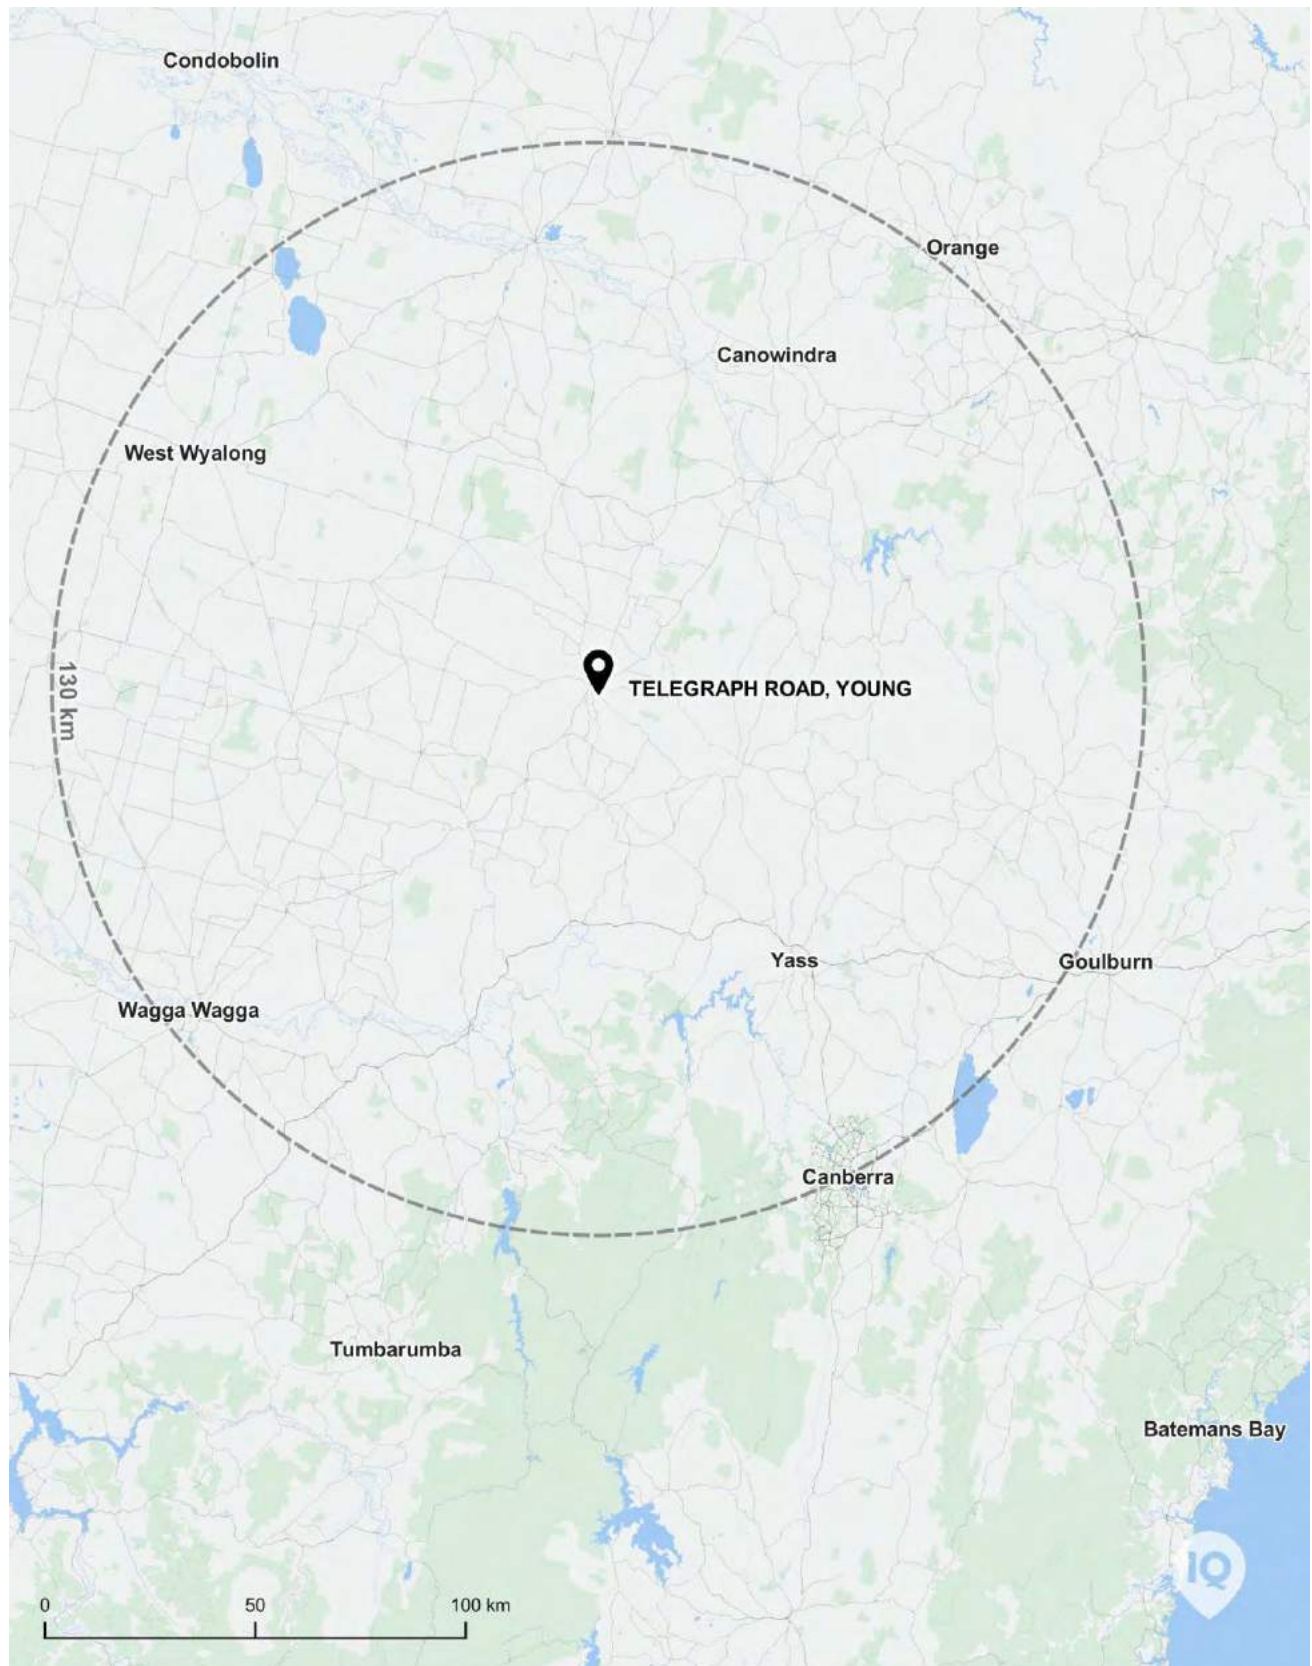 Condobolin
Orange
Canowindra
West Wyalong
130 km
TELEGRAPH ROAD, YOUNG
Yass
Goulburn
Wagga Wagga
Canberra
Tumbarumba
Batemans Bay
IQ
0 50 100 km